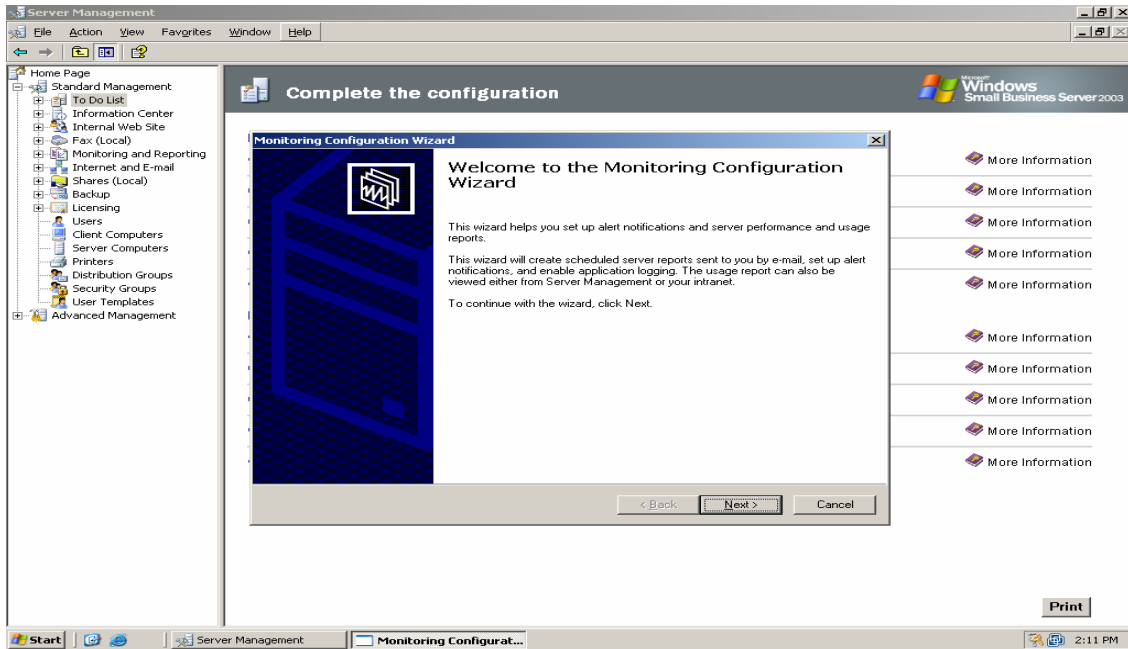 Server Management
File Action View Favorites Window Help
Home Page
Standard Management
To Do List
Information Center
Internal Web Site
Fax (Local)
Monitoring and Reporting
Internet and E-mail
Shares (Local)
Backup
Licensing
Users
Client Computers
Server Computers
Printers
Distribution Groups
Security Groups
User Templates
Advanced Management
Complete the configuration
Microsoft
Windows
Small Business Server 2003
More Information
More Information
More Information
More Information
More Information
More Information
More Information
More Information
More Information
More Information
Monitoring Configuration Wizard
Welcome to the Monitoring Configuration
Wizard
This wizard helps you set up alert notifications and server performance and usage
reports.
This wizard will create scheduled server reports sent to you by e-mail, set up alert
notifications, and enable application logging. The usage report can also be
viewed either from Server Management or your intranet.
To continue with the wizard, click Next.
< Back Next > Cancel
Print
Start Server Management Monitoring Configurat... 2:11 PM